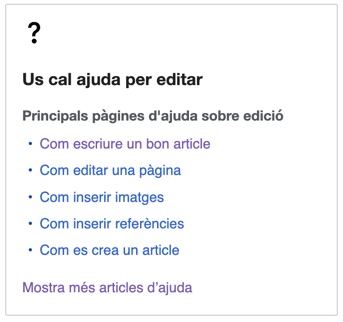 ?
Us cal ajuda per editar
Principals pàgines d'ajuda sobre edició
• Com escriure un bon article
• Com editar una pàgina
• Com inserir imatges
• Com inserir referències
• Com es crea un article
Mostra més articles d’ajuda